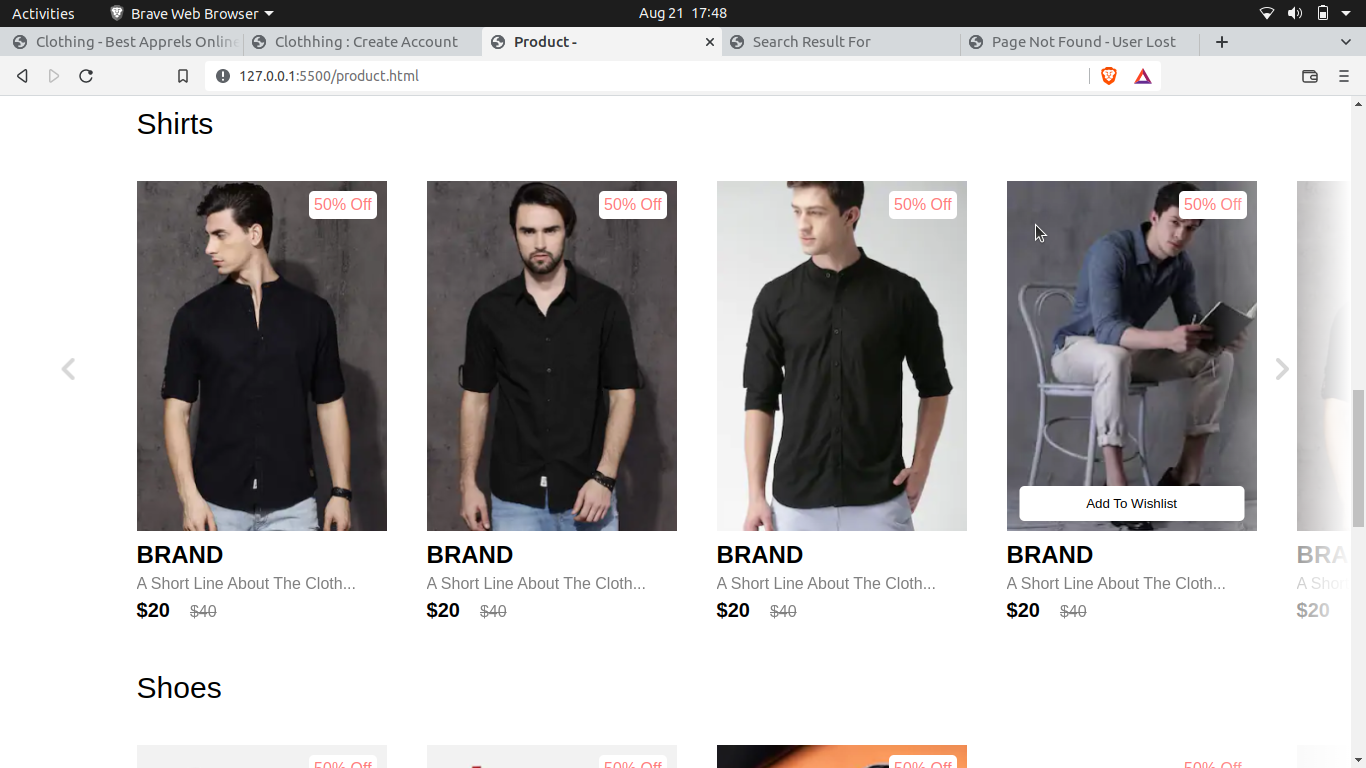 Activities Brave Web Browser Aug 21 17:48
Clothing - Best Apprels Online Clothhing : Create Account Product - Search Result For Page Not Found - User Lost
127.0.0.1:5500/product.html
Shirts
50% Off 50% Off 50% Off 50% Off
Add To Wishlist
BRAND BRAND BRAND BRAND BRA
A Short Line About The Cloth... A Short Line About The Cloth... A Short Line About The Cloth... A Short Line About The Cloth... A Shor
$20 $40 $20 $40 $20 $40 $20 $40 $20
Shoes
50% Off 50% Off 50% Off 50% Off